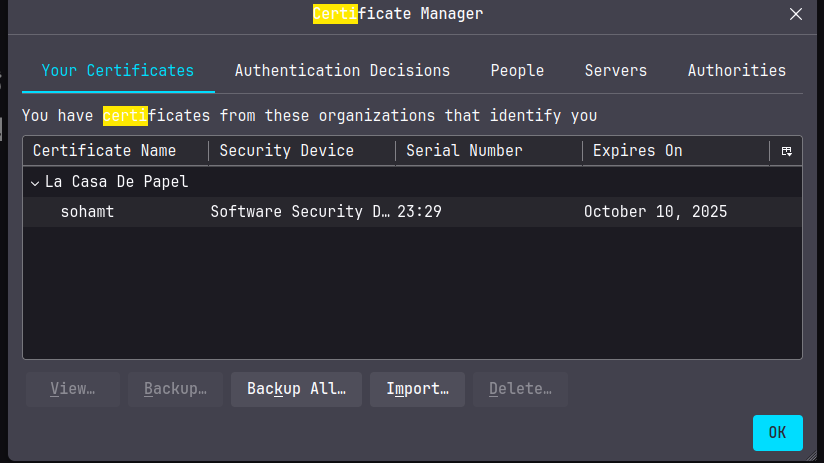 Certificate Manager
Your Certificates Authentication Decisions People Servers Authorities
You have certificates from these organizations that identify you
Certificate Name Security Device Serial Number Expires On
La Casa De Papel
sohamt Software Security D… 23:29 October 10, 2025
View… Backup… Backup All… Import… Delete…
OK